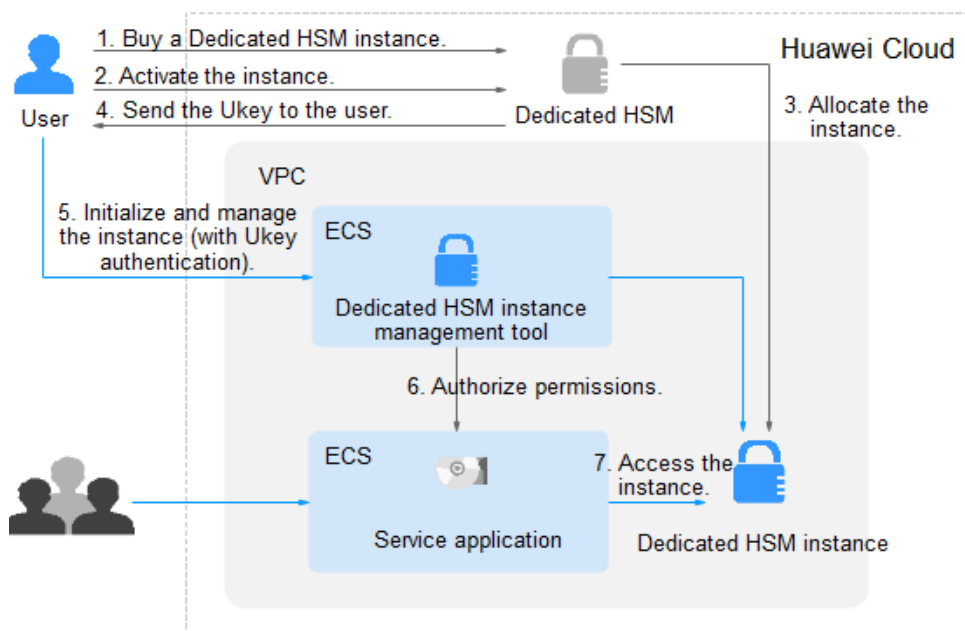 1. Buy a Dedicated HSM instance.
Huawei Cloud
2. Activate the instance.
4. Send the Ukey to the user.
User
Dedicated HSM
3. Allocate the
instance.
VPC
5. Initialize and manage
the instance (with Ukey
authentication).
ECS
Dedicated HSM instance
management tool
6. Authorize permissions.
ECS
7. Access the
instance.
Service application
Dedicated HSM instance